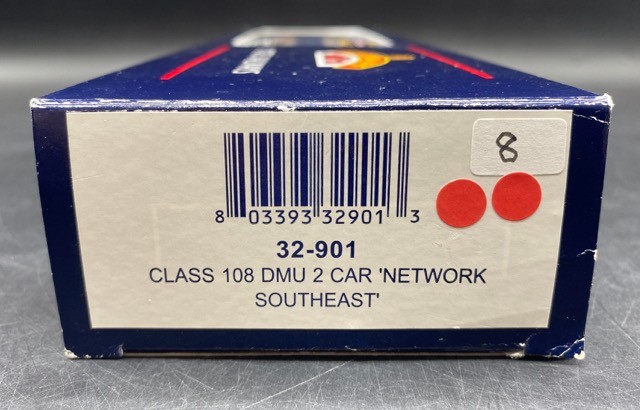 8
8 03393 32901 3
32-901
CLASS 108 DMU 2 CAR 'NETWORK
SOUTHEAST'